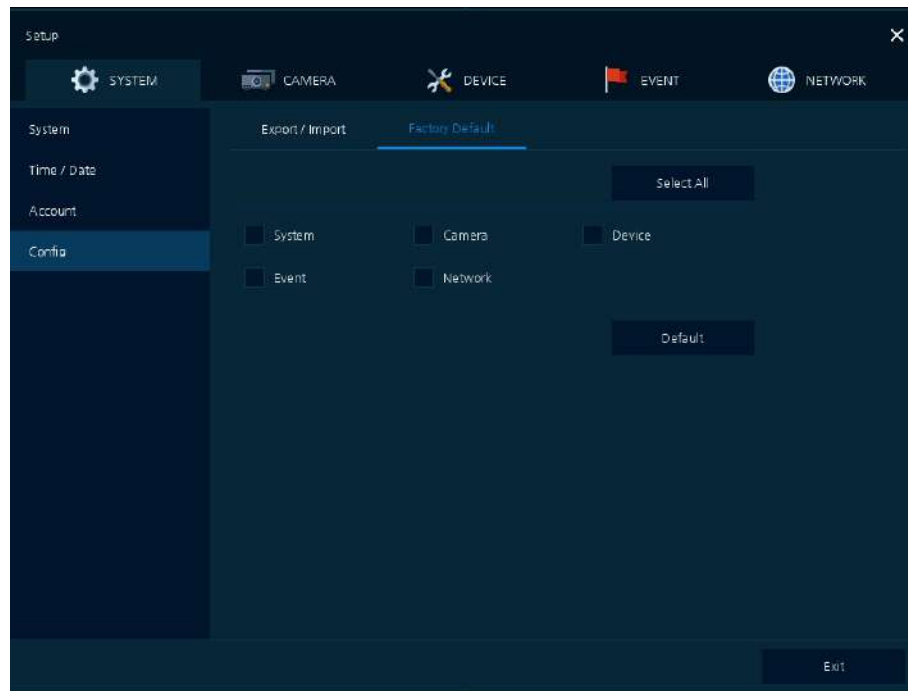 Setup
SYSTEM CAMERA DEVICE EVENT NETWORK
System
Time / Date
Account
Config
Export / Import Factory Default
Select All
System Camera Device
Event Network
Default
Exit